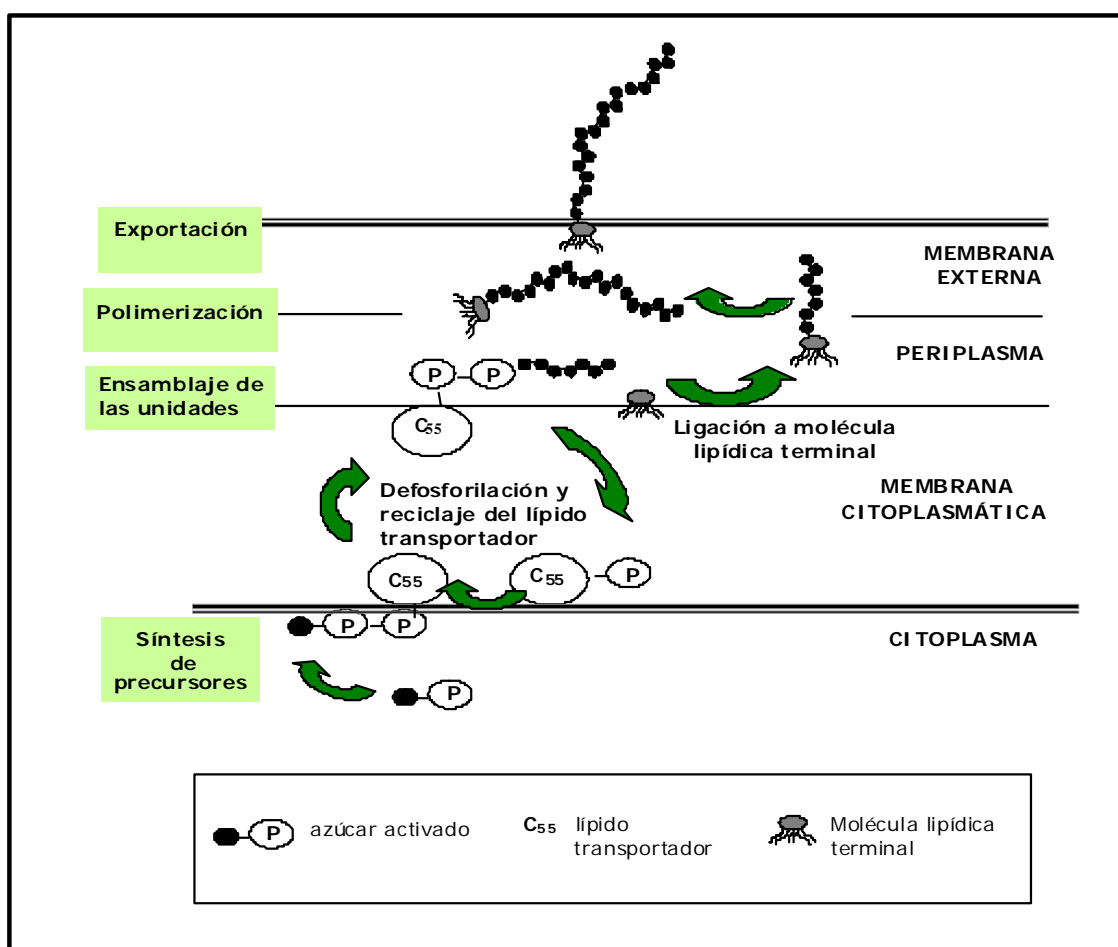 Exportación
MEMBRANA
EXTERNA
Polimerización
PERIPLASMA
P P
Ensamblaje de
las unidades
C55
Ligación a molécula
lipídica terminal
Defosforilación y
reciclaje del lípido
transportador
MEMBRANA
CITOPLASMÁTICA
C55
C55
P
P P
Síntesis
de
precursores
CITOPLASMA
P
P
azúcar activado
C55
lípido
transportador
Molécula lipídica
terminal